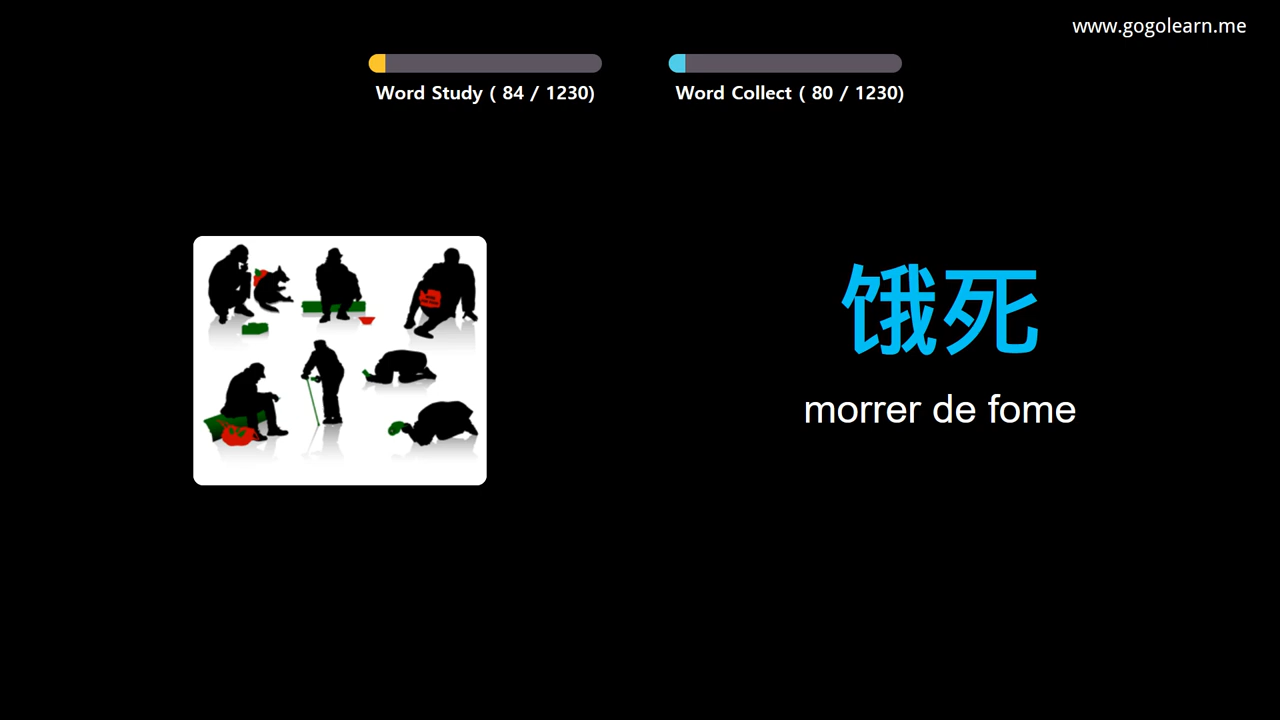 www.gogolearn.me
Word Study ( 84 / 1230)
Word Collect ( 80 / 1230)
饿死
morrer de fome